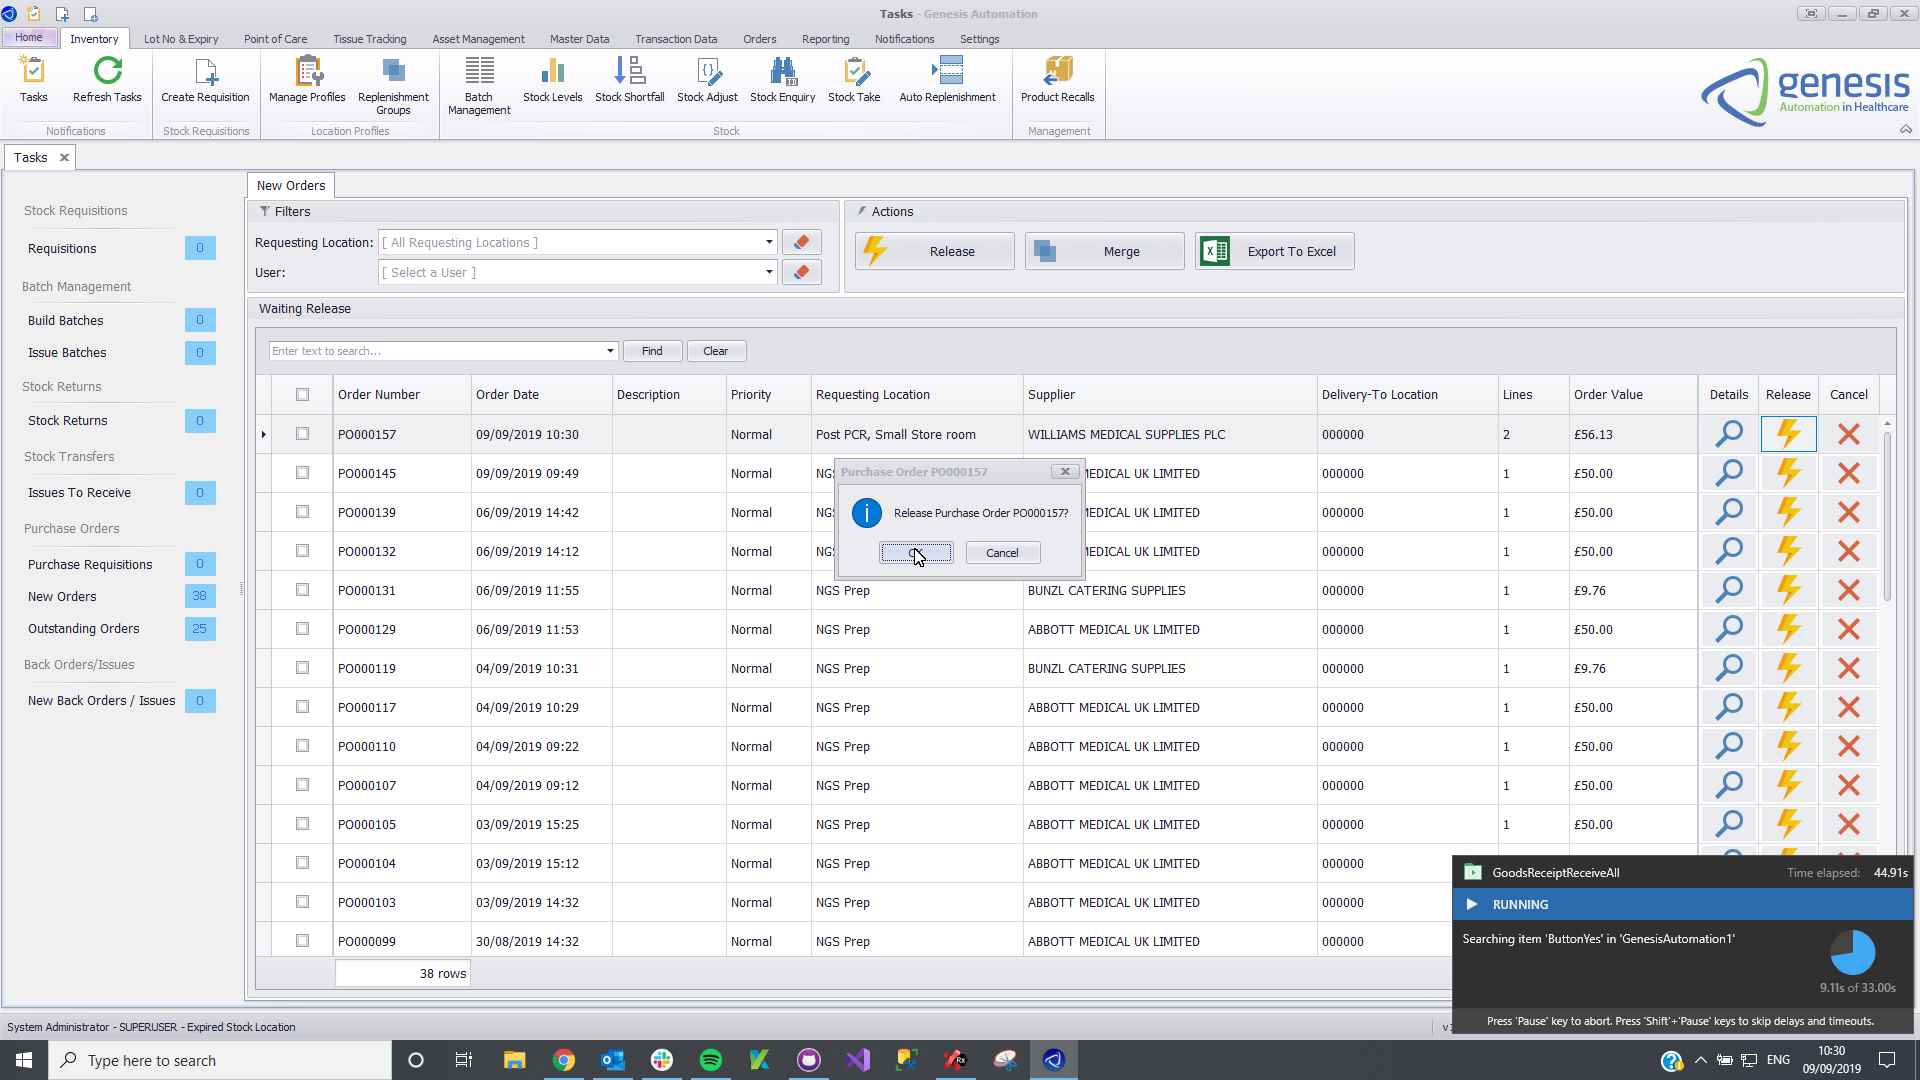 Tasks - Genesis Automation
Home
Inventory
Lot No & Expiry
Point of Care
Tissue Tracking
Asset Management
Master Data
Transaction Data
Orders
Reporting
Notifications
Settings
Tasks
Refresh Tasks
Create Requisition
Manage Profiles
Replenishment
Groups
Batch
Management
Stock Levels
Stock Shortfall
Stock Adjust
Stock Enquiry
Stock Take
Auto Replenishment
Product Recalls
Notifications
Stock Requisitions
Location Profiles
Stock
Management
genesis
Automation in Healthcare
Tasks
Stock Requisitions
Requisitions 0
Batch Management
Build Batches 0
Issue Batches 0
Stock Returns
Stock Returns 0
Stock Transfers
Issues To Receive 0
Purchase Orders
Purchase Requisitions 0
New Orders 38
Outstanding Orders 25
Back Orders/Issues
New Back Orders / Issues 0
New Orders
Filters
Requesting Location: [ All Requesting Locations ]
User: [ Select a User ]
Actions
Release
Merge
Export To Excel
Waiting Release
Enter text to search...
Find
Clear
Order Number Order Date Description Priority Requesting Location Supplier Delivery-To Location Lines Order Value Details Release Cancel
PO000157 09/09/2019 10:30 Normal Post PCR, Small Store room WILLIAMS MEDICAL SUPPLIES PLC 000000 2 £56.13
PO000145 09/09/2019 09:49 Normal NGS MEDICAL UK LIMITED 000000 1 £50.00
PO000139 06/09/2019 14:42 Normal NGS MEDICAL UK LIMITED 000000 1 £50.00
PO000132 06/09/2019 14:12 Normal NGS MEDICAL UK LIMITED 000000 1 £50.00
PO000131 06/09/2019 11:55 Normal NGS Prep BUNZL CATERING SUPPLIES 000000 1 £9.76
PO000129 06/09/2019 11:53 Normal NGS Prep ABBOTT MEDICAL UK LIMITED 000000 1 £50.00
PO000119 04/09/2019 10:31 Normal NGS Prep BUNZL CATERING SUPPLIES 000000 1 £9.76
PO000117 04/09/2019 10:29 Normal NGS Prep ABBOTT MEDICAL UK LIMITED 000000 1 £50.00
PO000110 04/09/2019 09:22 Normal NGS Prep ABBOTT MEDICAL UK LIMITED 000000 1 £50.00
PO000107 04/09/2019 09:12 Normal NGS Prep ABBOTT MEDICAL UK LIMITED 000000 1 £50.00
PO000105 03/09/2019 15:25 Normal NGS Prep ABBOTT MEDICAL UK LIMITED 000000 1 £50.00
PO000104 03/09/2019 15:12 Normal NGS Prep ABBOTT MEDICAL UK LIMITED 000000
PO000103 03/09/2019 14:32 Normal NGS Prep ABBOTT MEDICAL UK LIMITED 000000
PO000099 30/08/2019 14:32 Normal NGS Prep ABBOTT MEDICAL UK LIMITED 000000
38 rows
Purchase Order PO000157
Release Purchase Order PO000157?
Cancel
GoodsReceiptReceiveAll Time elapsed: 44.91s
RUNNING
Searching item 'ButtonYes' in 'GenesisAutomation1'
9.11s of 33.00s
Press 'Pause' key to abort. Press 'Shift'+'Pause' keys to skip delays and timeouts.
System Administrator - SUPERUSER - Expired Stock Location
Type here to search
ENG
10:30
09/09/2019